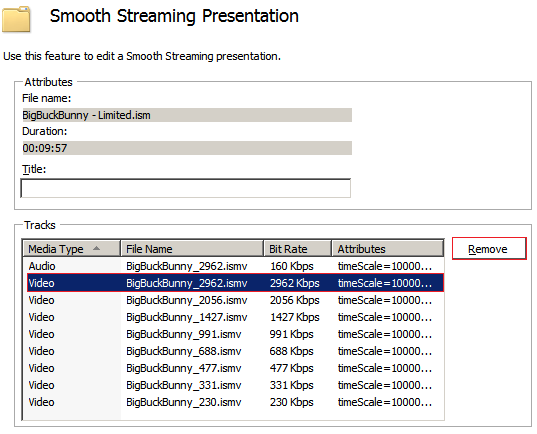 Smooth Streaming Presentation
Use this feature to edit a Smooth Streaming presentation.
Attributes
File name:
BigBuckBunny - Limited.ism
Duration:
00:09:57
Title:
Tracks
Media Type File Name Bit Rate Attributes
Audio BigBuckBunny_2962.ismv 160 Kbps timeScale=10000...
Video BigBuckBunny_2962.ismv 2962 Kbps timeScale=10000...
Video BigBuckBunny_2056.ismv 2056 Kbps timeScale=10000...
Video BigBuckBunny_1427.ismv 1427 Kbps timeScale=10000...
Video BigBuckBunny_991.ismv 991 Kbps timeScale=10000...
Video BigBuckBunny_688.ismv 688 Kbps timeScale=10000...
Video BigBuckBunny_477.ismv 477 Kbps timeScale=10000...
Video BigBuckBunny_331.ismv 331 Kbps timeScale=10000...
Video BigBuckBunny_230.ismv 230 Kbps timeScale=10000...
Remove